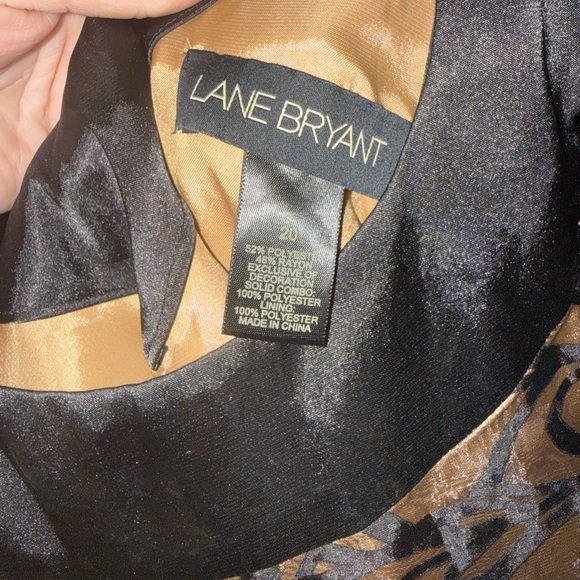 LANE BRYANT
20
52% POLYESTER
48% RAYON
EXCLUSIVE OF
DECORATION
SOLID COMBO:
100% POLYESTER
LINING:
100% POLYESTER
MADE IN CHINA